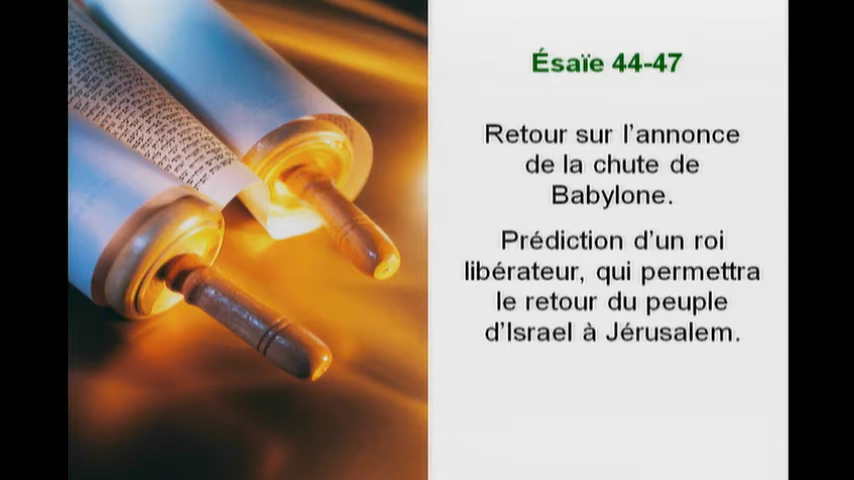 Ésaïe 44-47
Retour sur l'annonce
de la chute de
Babylone.
Prédiction d'un roi
libérateur, qui permettra
le retour du peuple
d'Israel à Jérusalem.